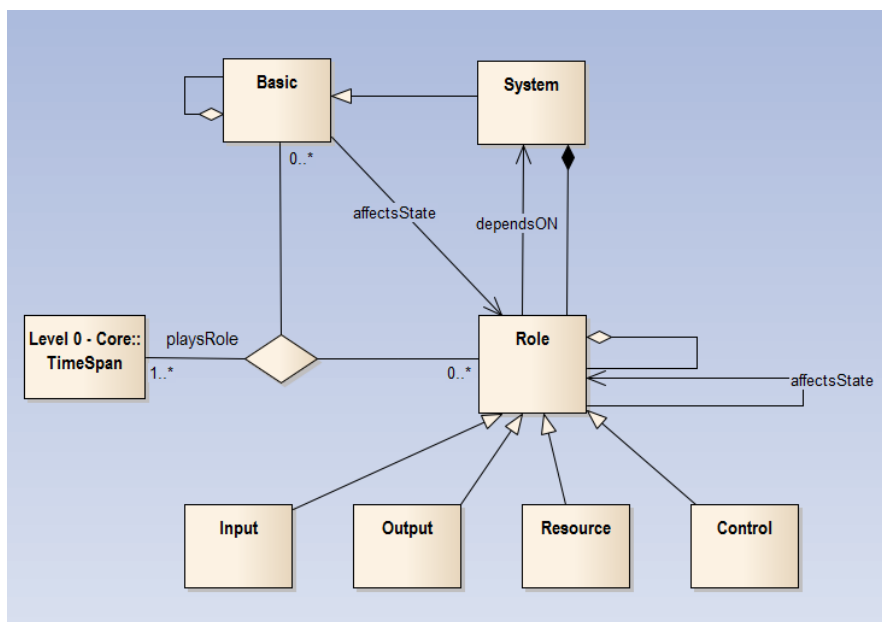 Basic
System
0..*
affectsState
dependsON
Level 0 - Core::
TimeSpan
playsRole
1..*
0..*
Role
affectsState
Input
Output
Resource
Control